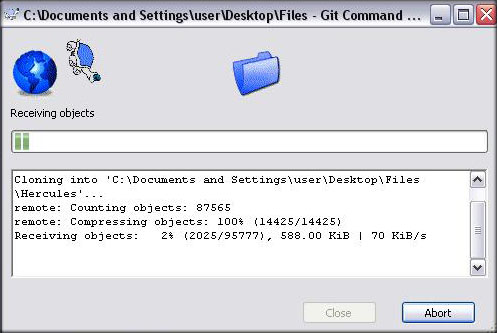 C:\Documents and Settings\user\Desktop\Files - Git Command ...
Receiving objects
Cloning into 'C:\Documents and Settings\user\Desktop\Files
\Hercules'...
remote: Counting objects: 87565
remote: Compressing objects: 100% (14425/14425)
Receiving objects:   2% (2025/95777), 588.00 KiB | 70 KiB/s
Close
Abort